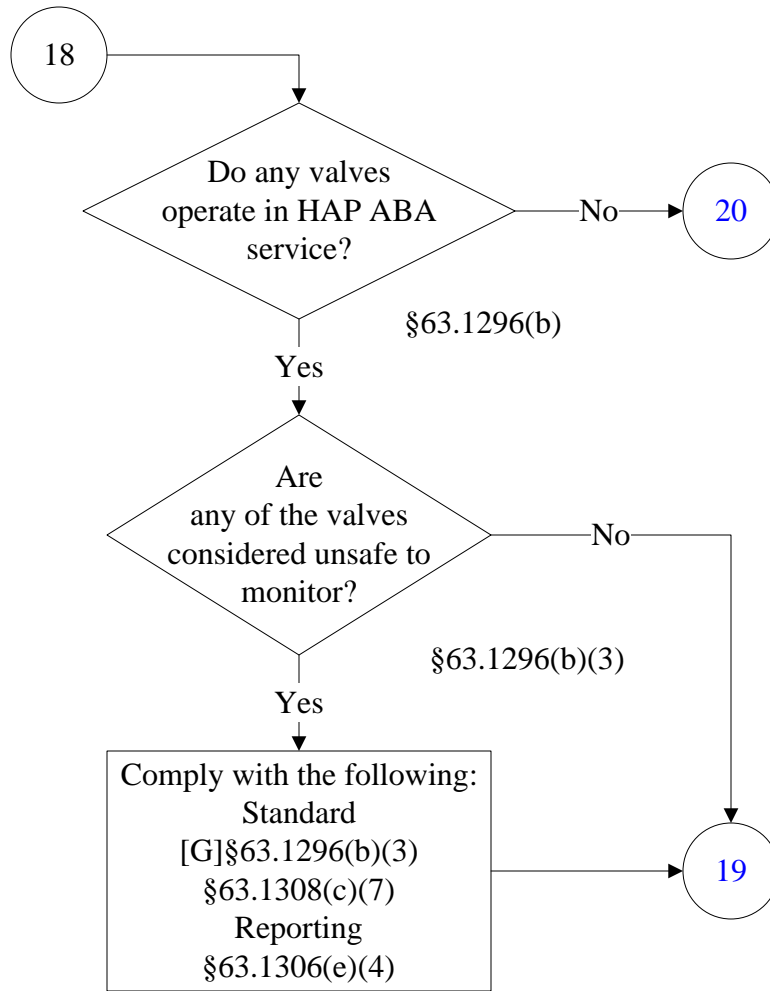 18
Do any valves
operate in HAP ABA
service?
No
20
§63.1296(b)
Yes
Are
any of the valves
considered unsafe to
monitor?
No
§63.1296(b)(3)
Yes
Comply with the following:
Standard
[G]§63.1296(b)(3)
§63.1308(c)(7)
Reporting
§63.1306(e)(4)
19